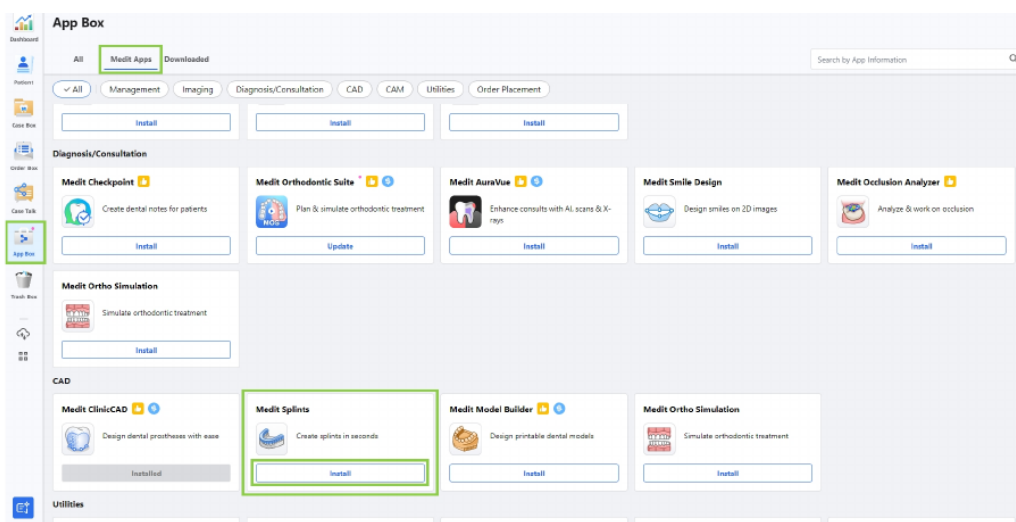 App Box
Dashboard
Patient
Case Box
Order Box
Case Talk
App Box
Trash Box
All
Medit Apps
Downloaded
Search by App Information
All
Management
Imaging
Diagnosis/Consultation
CAD
CAM
Utilities
Order Placement
Install
Install
Install
Diagnosis/Consultation
Medit Checkpoint
Create dental notes for patients
Install
Medit Orthodontic Suite
NOS
Plan & simulate orthodontic treatment
Update
Medit AuraVue
Enhance consults with AI, scans & X-
rays
Install
Medit Smile Design
Design smiles on 2D images
Install
Medit Occlusion Analyzer
Analyze & work on occlusion
Install
Medit Ortho Simulation
Simulate orthodontic treatment
Install
CAD
Medit ClinicCAD
Design dental prostheses with ease
Installed
Medit Splints
Create splints in seconds
Install
Medit Model Builder
Design printable dental models
Install
Medit Ortho Simulation
Simulate orthodontic treatment
Install
Utilities